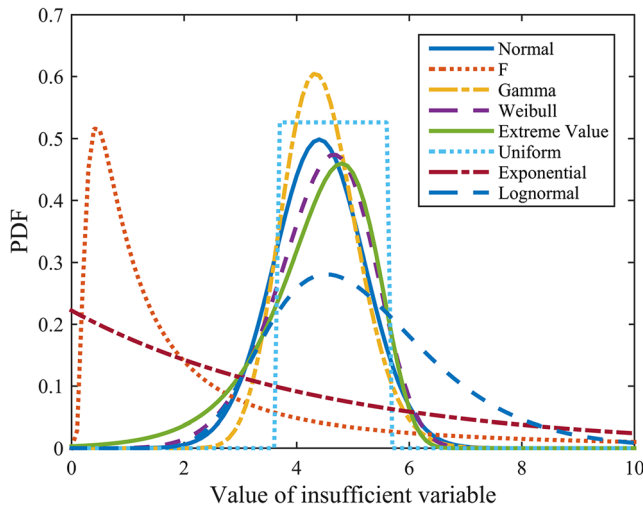 0.7
0.6
0.5
0.4
0.3
0.2
0.1
0
PDF
Normal
F
Gamma
Weibull
Extreme Value
Uniform
Exponential
Lognormal
0 2 4 6 8 10
Value of insufficient variable